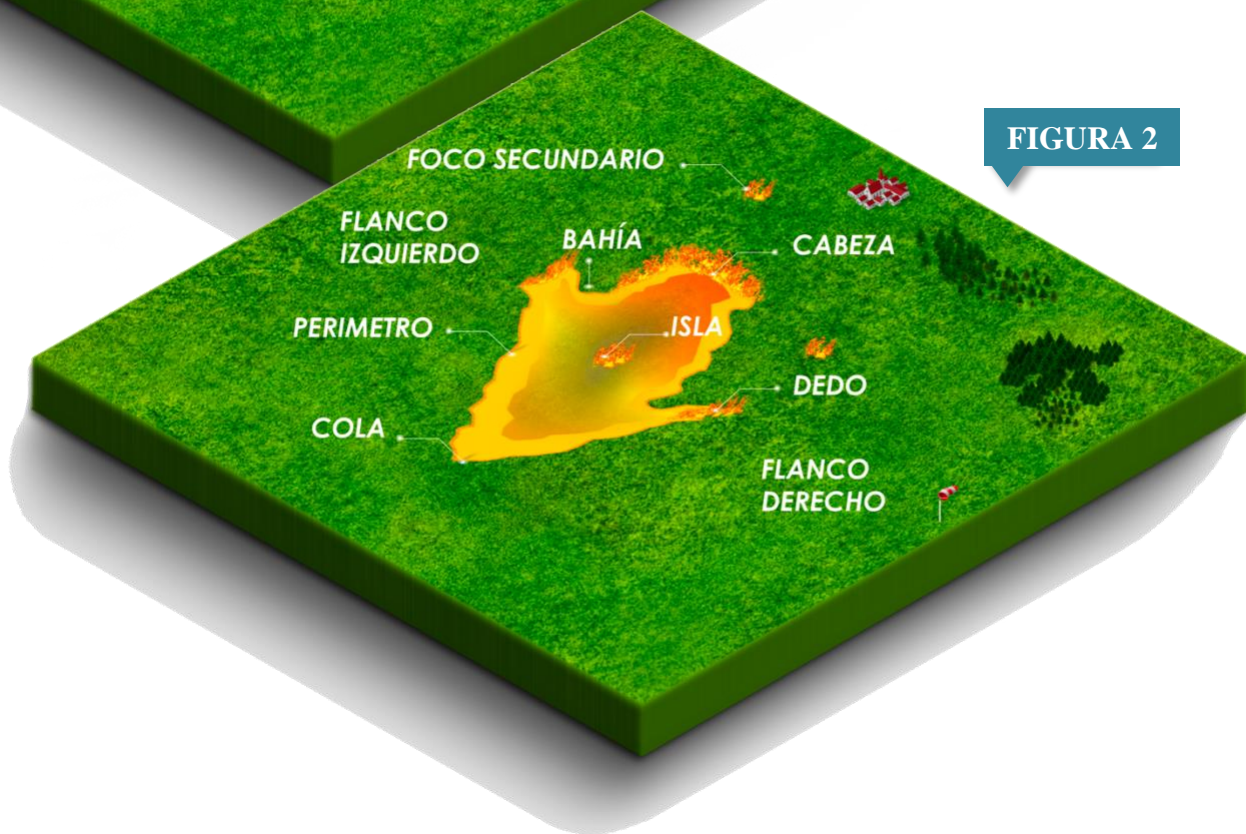 FIGURA 2
FOCO SECUNDARIO
FLANCO
IZQUIERDO
BAHÍA
CABEZA
PERIMETRO
ISLA
DEDO
COLA
FLANCO
DERECHO